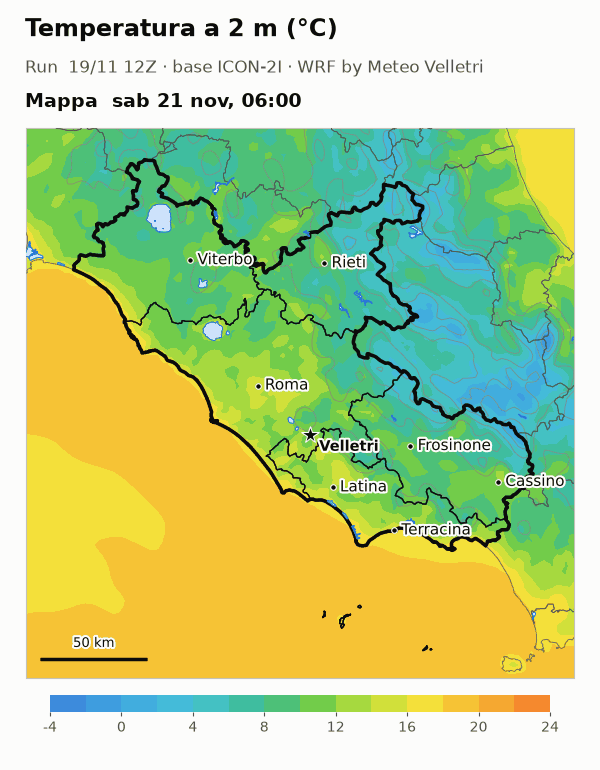 Temperatura a 2 m (°C)
Run  19/11 12Z · base ICON-2I · WRF by Meteo Velletri
Mappa  sab 21 nov, 06:00
Viterbo
Rieti
Roma
Velletri
Frosinone
Cassino
Latina
Terracina
50 km
-4 0 4 8 12 16 20 24